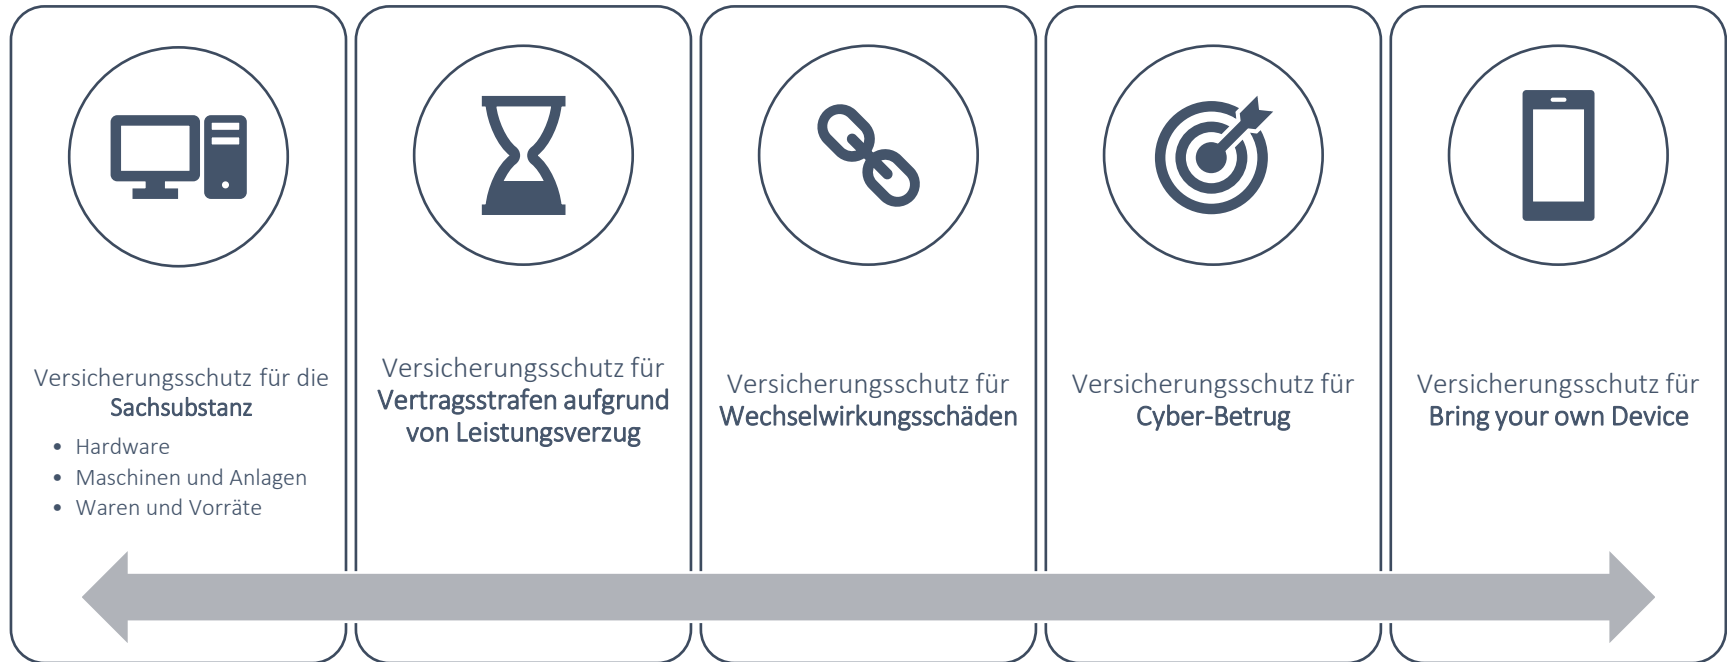 Versicherungsschutz für die
Sachsubstanz
• Hardware
• Maschinen und Anlagen
• Waren und Vorräte
Versicherungsschutz für
Vertragsstrafen aufgrund
von Leistungsverzug
Versicherungsschutz für
Wechselwirkungsschäden
Versicherungsschutz für
Cyber-Betrug
Versicherungsschutz für
Bring your own Device